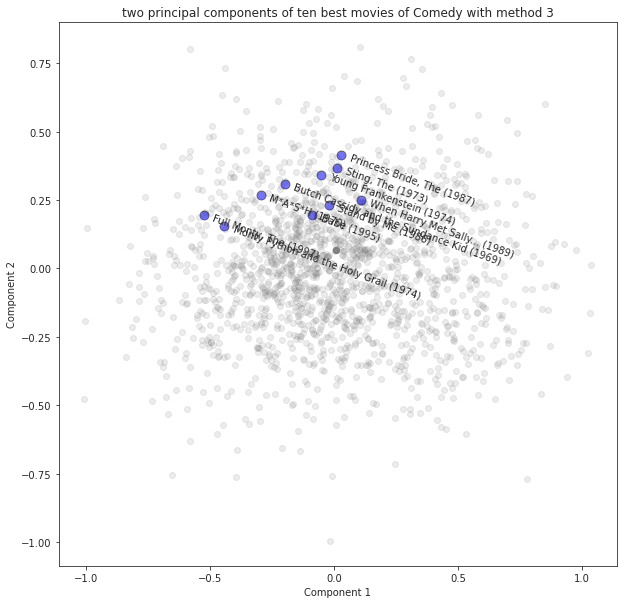 two principal components of ten best movies of Comedy with method 3
0.75
0.50
0.25
0.00
−0.25
−0.50
−0.75
−1.00
Component 2
Princess Bride, The (1987)
Sting, The (1973)
Young Frankenstein (1974)
Butch Cassidy and the Sundance Kid (1969)
When Harry Met Sally... (1989)
M*A*S*H (1970)
Stand by Me (1986)
Babe (1995)
Full Monty, The (1997)
Monty Python and the Holy Grail (1974)
−1.0
−0.5
0.0
0.5
1.0
Component 1